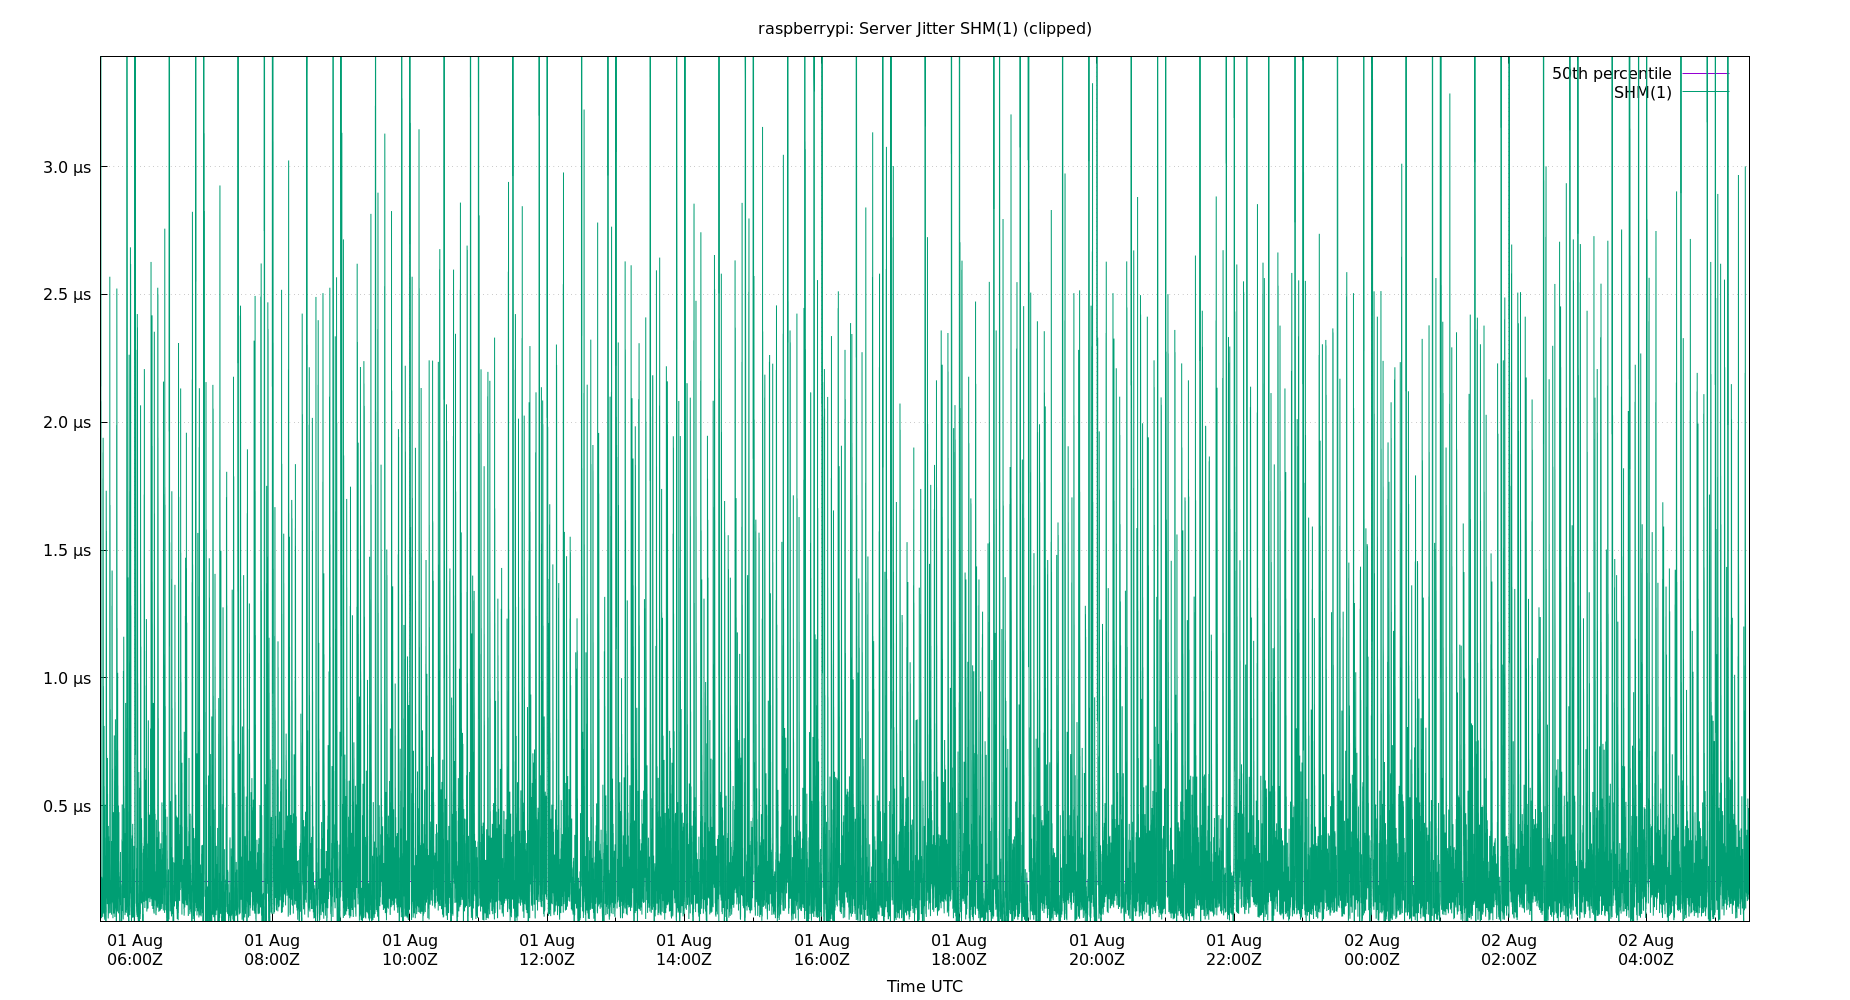 raspberrypi: Server Jitter SHM(1) (clipped)
50th percentile
SHM(1)
3.0 µs
2.5 µs
2.0 µs
1.5 µs
1.0 µs
0.5 µs
01 Aug 01 Aug 01 Aug 01 Aug 01 Aug 01 Aug 01 Aug 01 Aug 01 Aug 02 Aug 02 Aug 02 Aug
06:00Z 08:00Z 10:00Z 12:00Z 14:00Z 16:00Z 18:00Z 20:00Z 22:00Z 00:00Z 02:00Z 04:00Z
Time UTC